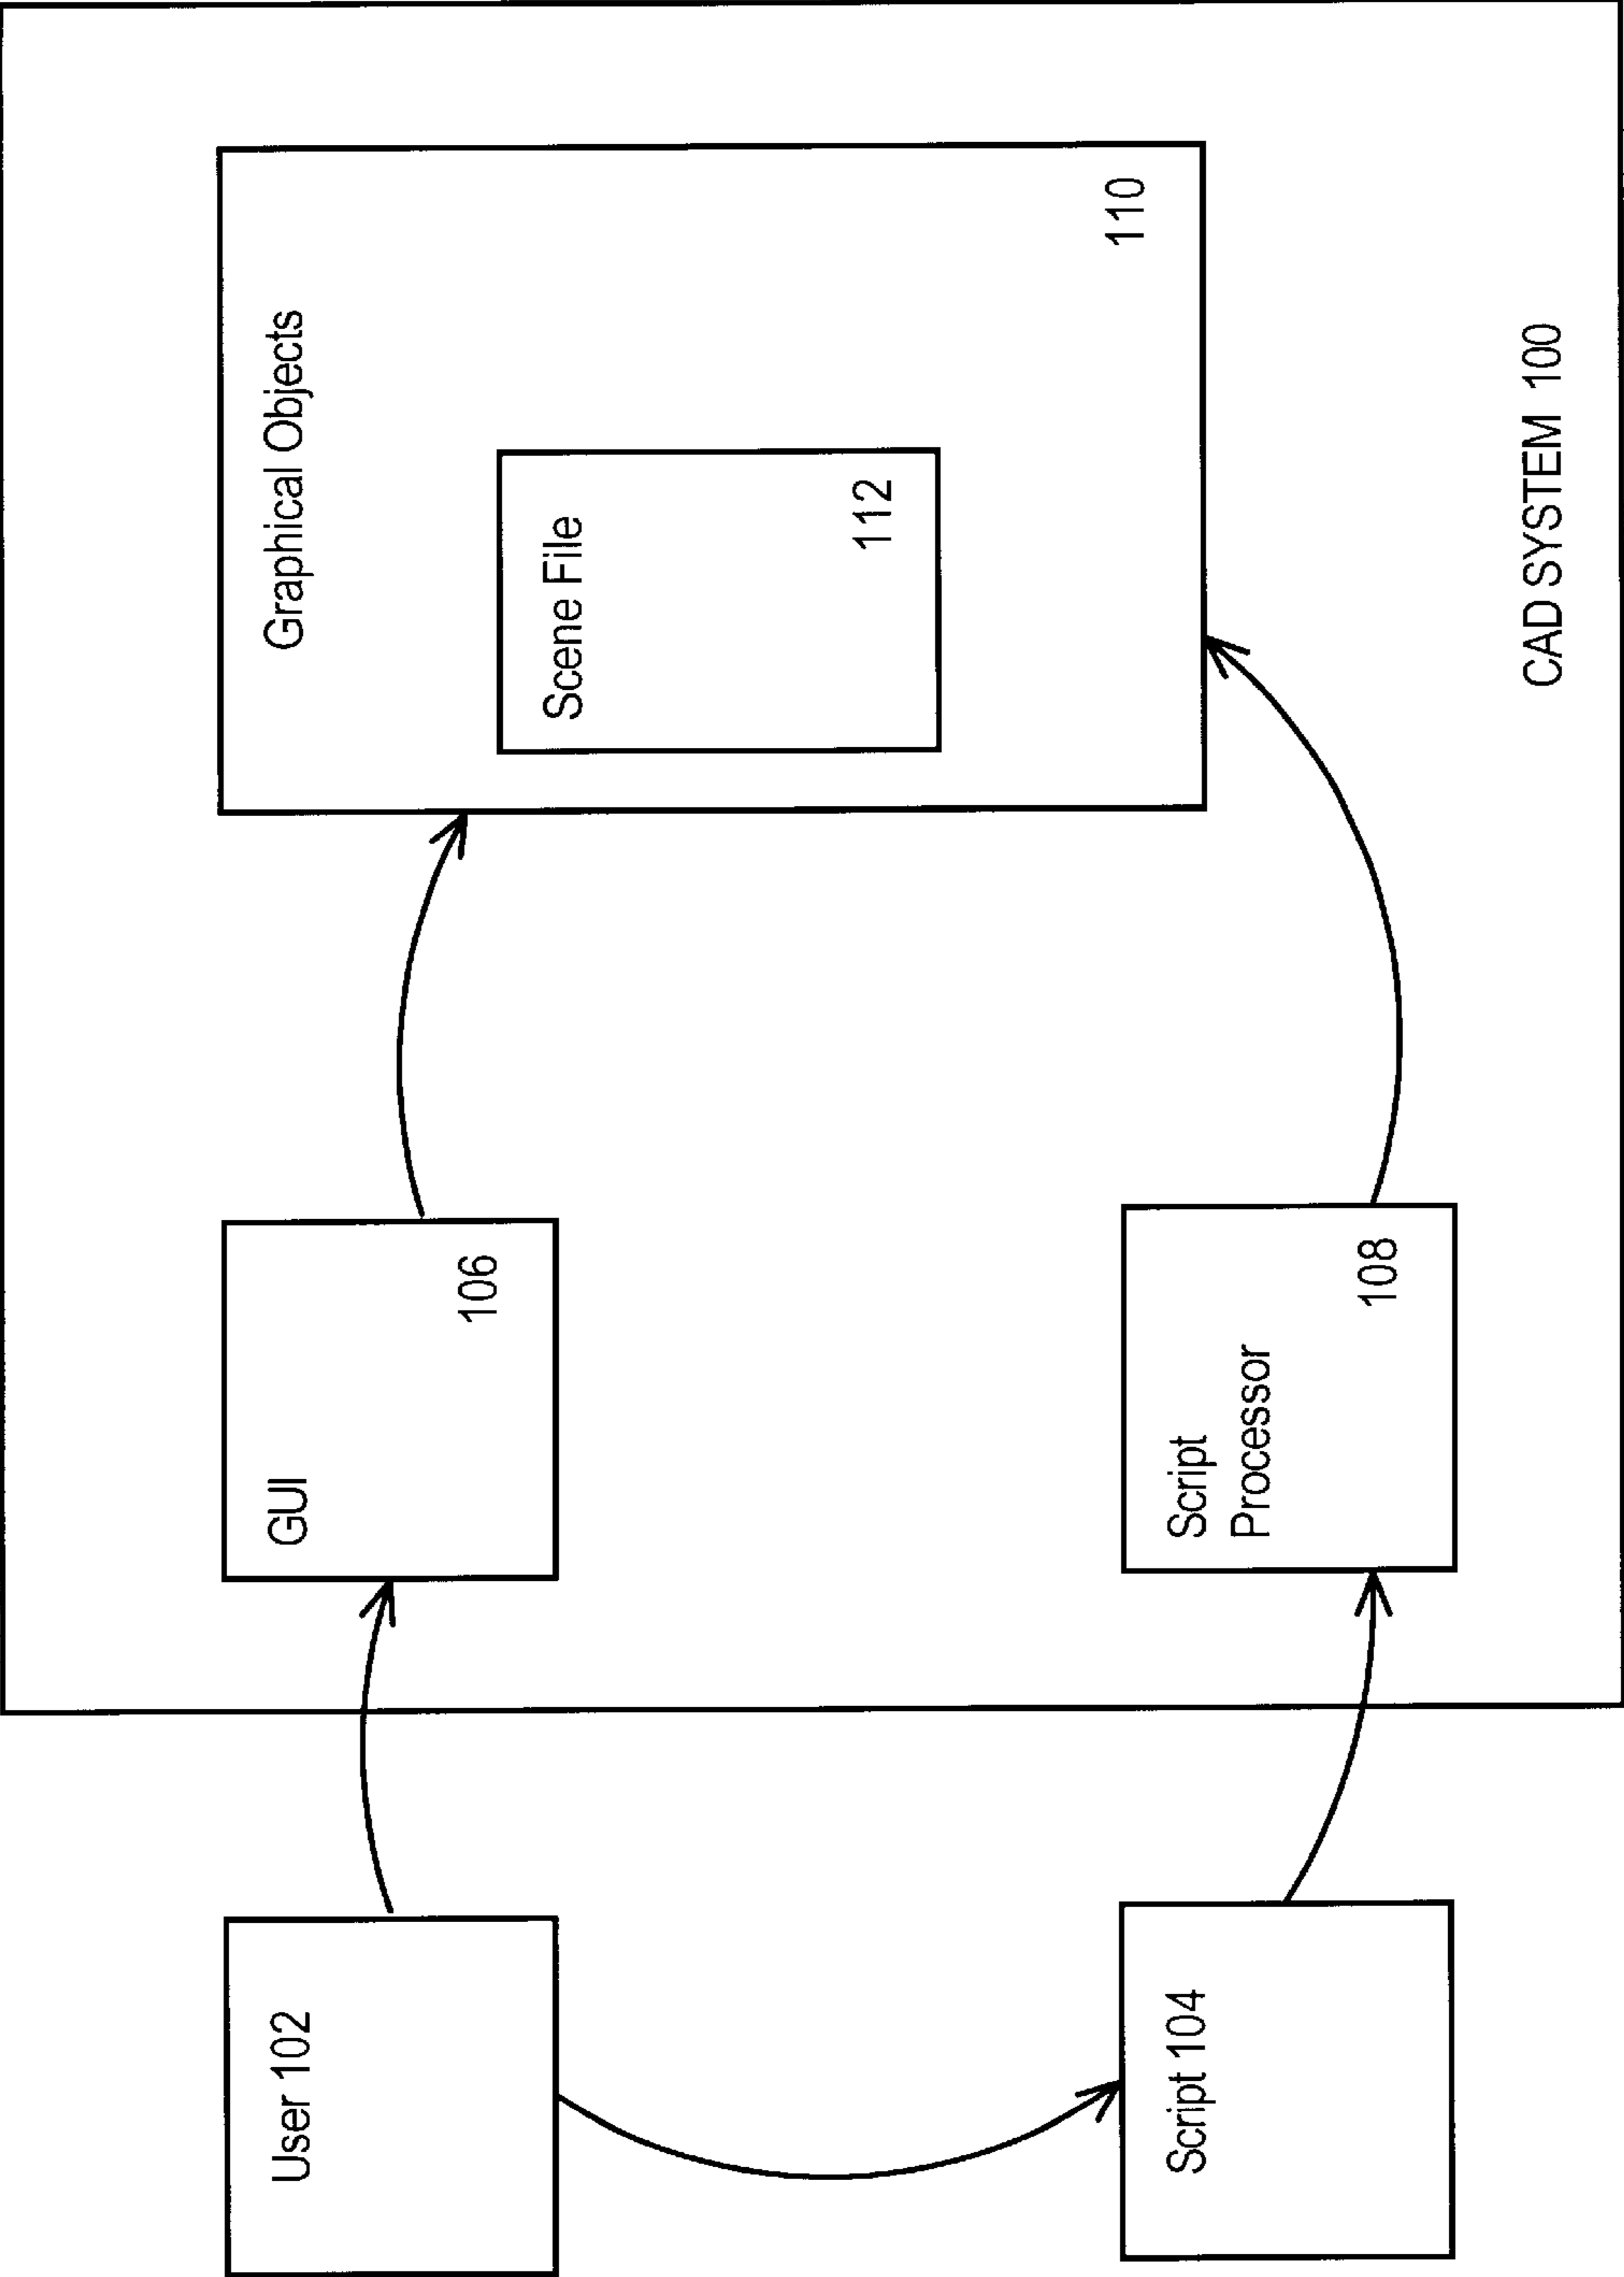 User 102
GUI
106
Graphical Objects
Scene File
112
110
Script 104
Script
Processor
108
CAD SYSTEM 100